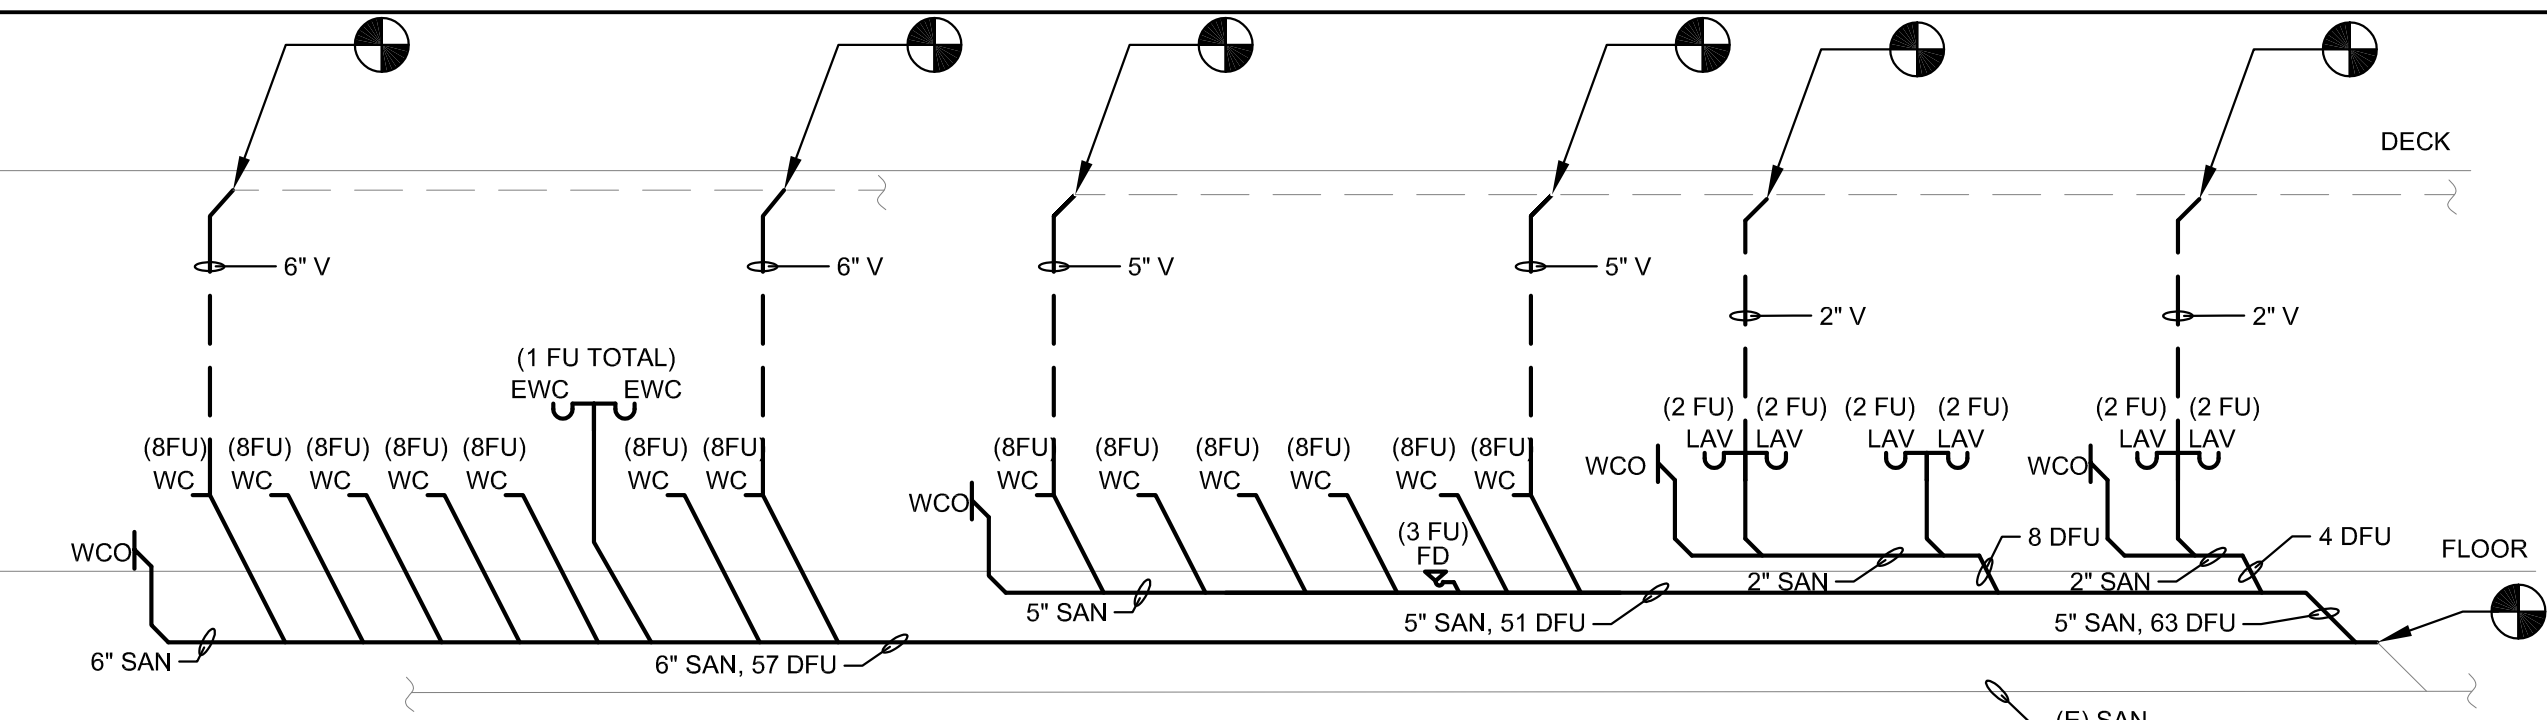 DECK
6" V
6" V
5" V
5" V
2" V
2" V
(1 FU TOTAL)
EWC EWC
(2 FU) (2 FU) (2 FU) (2 FU) (2 FU) (2 FU)
LAV LAV LAV LAV LAV LAV
(8FU) (8FU) (8FU) (8FU) (8FU) (8FU) (8FU) (8FU) (8FU) (8FU) (8FU) (8FU) (8FU)
WC WC WC WC WC WC WC WC WC WC WC WC WC
WCO WCO
WCO
(3 FU)
FD
8 DFU
4 DFU
FLOOR
WCO
2" SAN
2" SAN
5" SAN
5" SAN, 51 DFU
5" SAN, 63 DFU
6" SAN
6" SAN, 57 DFU
(E) SAN